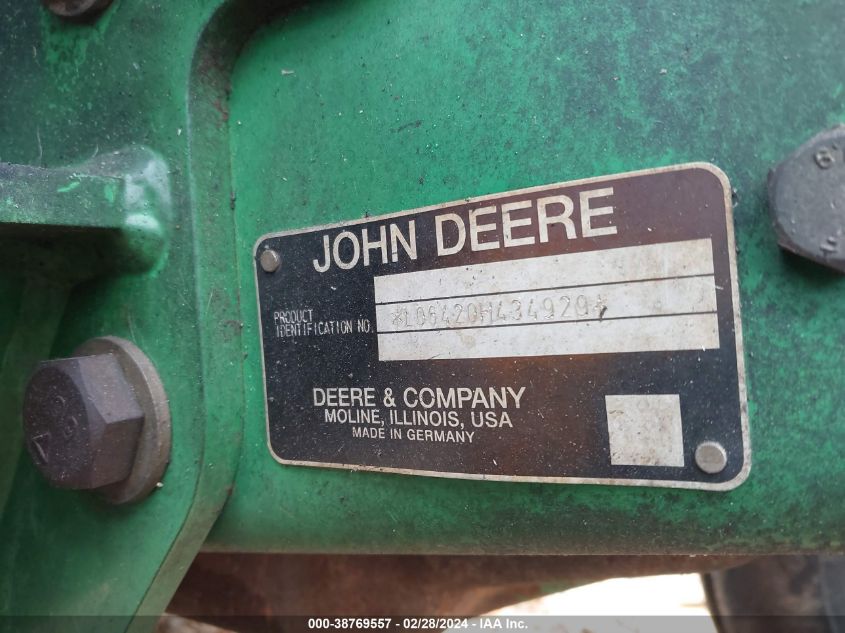 JOHN DEERE
PRODUCT
IDENTIFICATION NO.
*L06420H434929*
DEERE & COMPANY
MOLINE, ILLINOIS, USA
MADE IN GERMANY
000-38769557 - 02/28/2024 - IAA Inc.